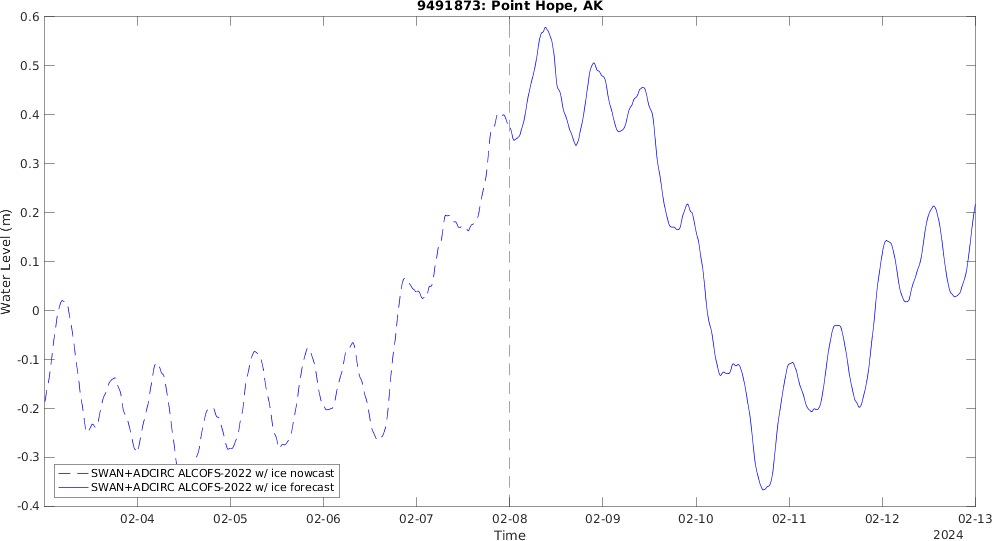 9491873: Point Hope, AK
0.6
0.5
0.4
0.3
0.2
0.1
0
-0.1
-0.2
-0.3
-0.4
Water Level (m)
SWAN+ADCIRC ALCOFS-2022 w/ ice nowcast
SWAN+ADCIRC ALCOFS-2022 w/ ice forecast
02-04 02-05 02-06 02-07 02-08 02-09 02-10 02-11 02-12 02-13
Time
2024